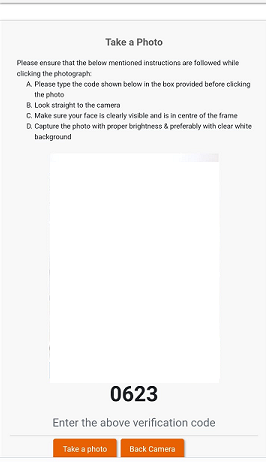 Take a Photo
Please ensure that the below mentioned instructions are followed while
clicking the photograph:
A. Please type the code shown below in the box provided before clicking
the photo
B. Look straight to the camera
C. Make sure your face is clearly visible and is in centre of the frame
D. Capture the photo with proper brightness & preferably with clear white
background
0623
Enter the above verification code
Take a photo Back Camera